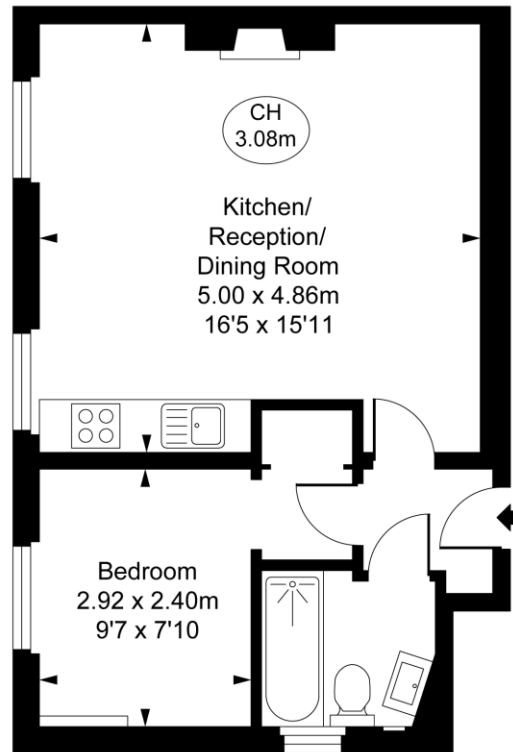 CH
3.08m
Kitchen/
Reception/
Dining Room
5.00 x 4.86m
16'5 x 15'11
Bedroom
2.92 x 2.40m
9'7 x 7'10